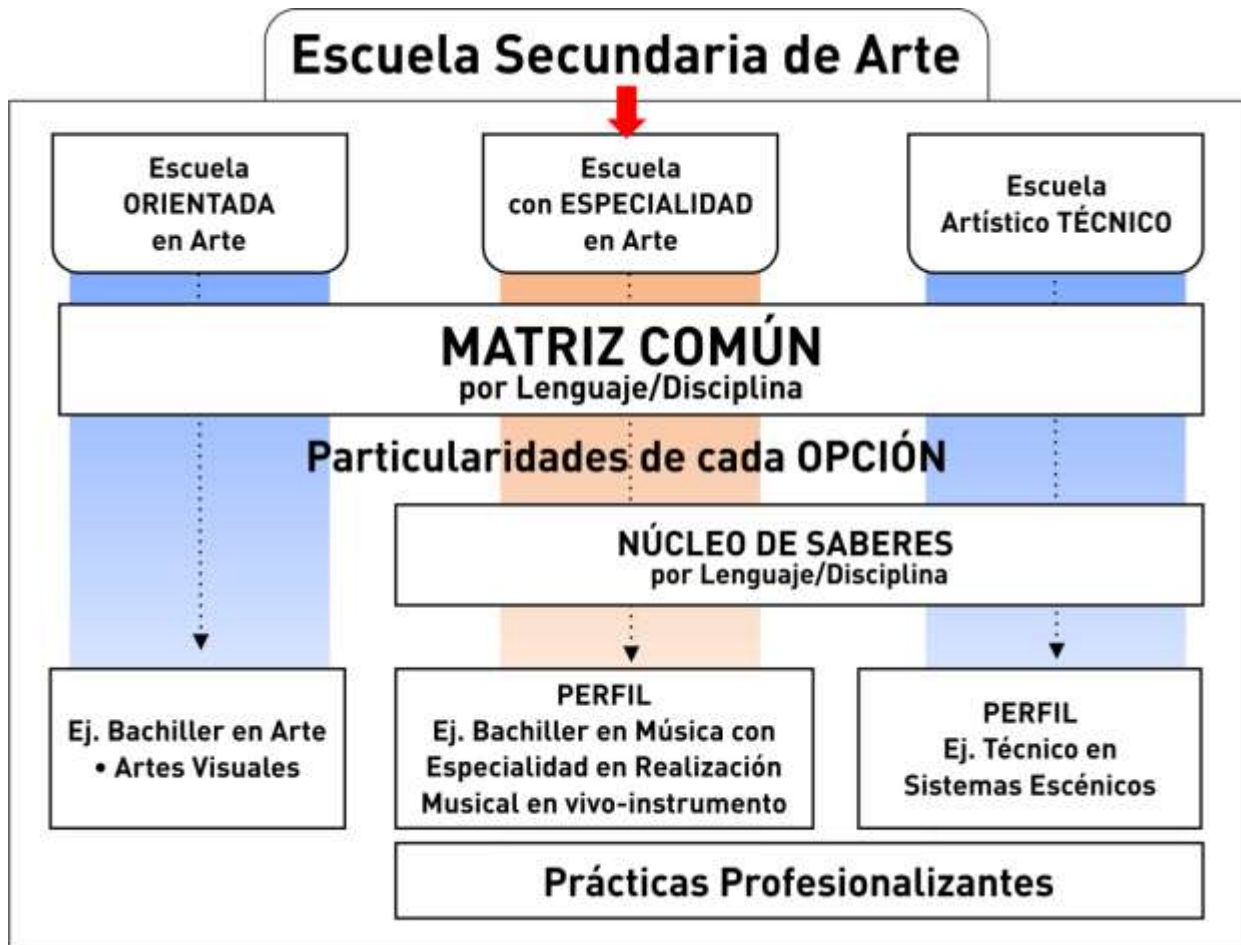 Escuela Secundaria de Arte
Escuela
ORIENTADA
en Arte
Escuela
con ESPECIALIDAD
en Arte
Escuela
Artístico TÉCNICO
MATRIZ COMÚN
por Lenguaje/Disciplina
Particularidades de cada OPCIÓN
NÚCLEO DE SABERES
por Lenguaje/Disciplina
Ej. Bachiller en Arte
• Artes Visuales
PERFIL
Ej. Bachiller en Música con
Especialidad en Realización
Musical en vivo-instrumento
PERFIL
Ej. Técnico en
Sistemas Escénicos
Prácticas Profesionalizantes